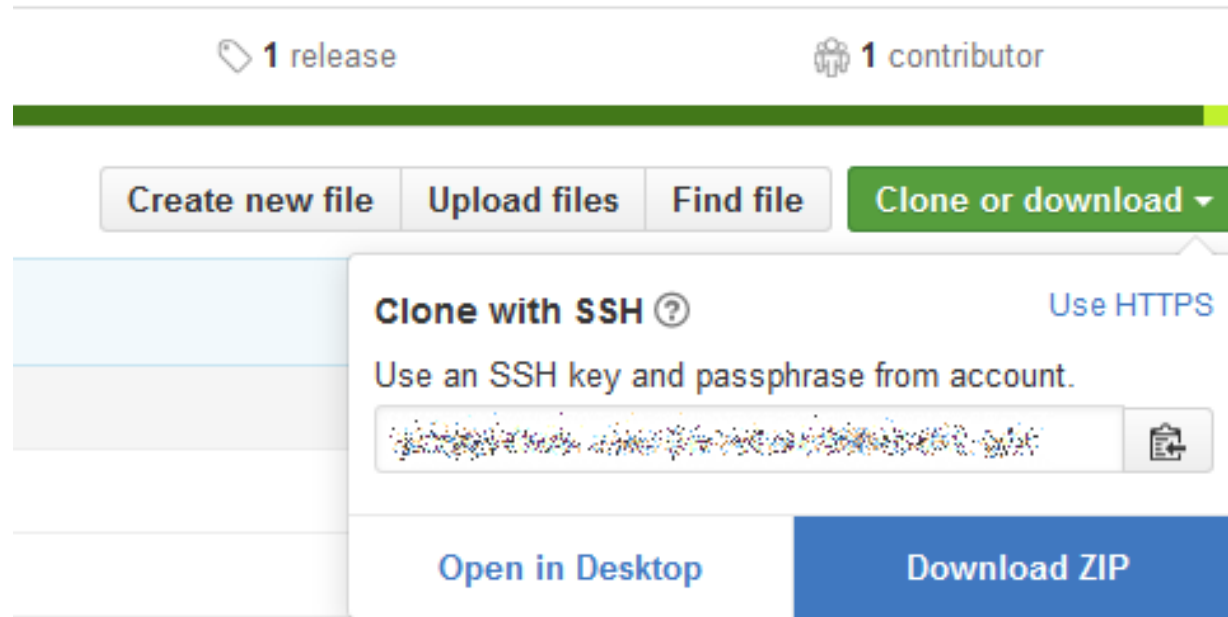 1 release
1 contributor
Create new file
Upload files
Find file
Clone or download
Clone with SSH
Use HTTPS
Use an SSH key and passphrase from account.
Open in Desktop
Download ZIP